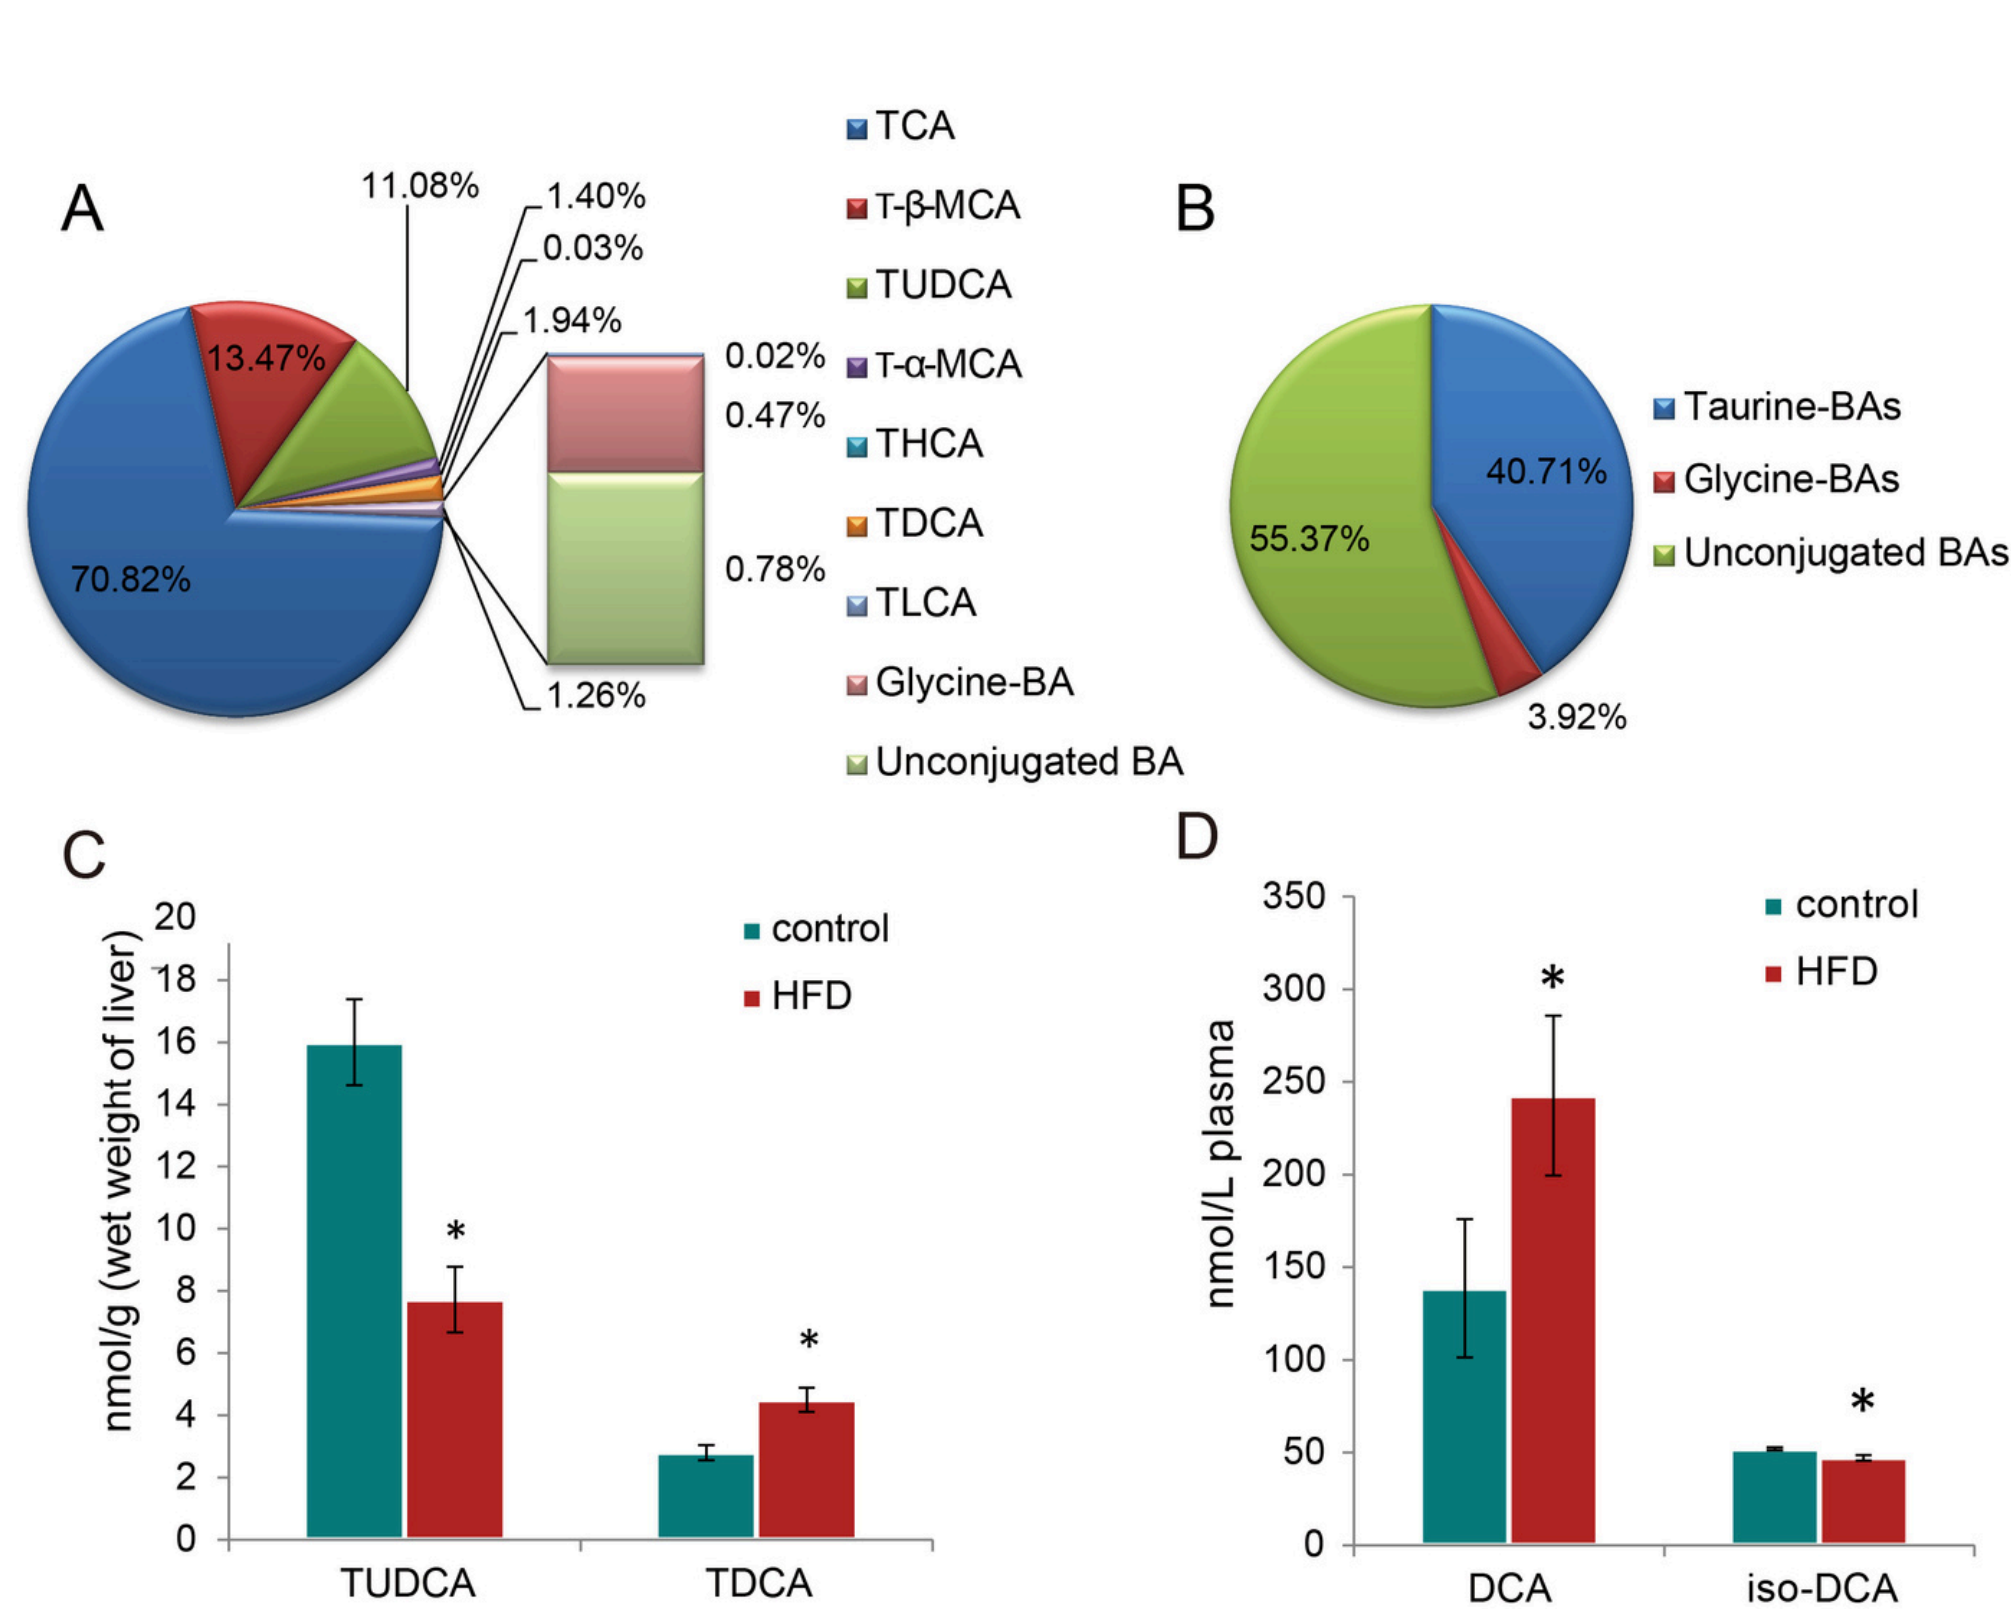 A
11.08%
1.40%
0.03%
1.94%
13.47%
70.82%
0.02%
0.47%
0.78%
1.26%
TCA
T-β-MCA
TUDCA
T-α-MCA
THCA
TDCA
TLCA
Glycine-BA
Unconjugated BA
B
40.71%
55.37%
3.92%
Taurine-BAs
Glycine-BAs
Unconjugated BAs
C
nmol/g (wet weight of liver)
20
18
16
14
12
10
8
6
4
2
0
control
HFD
*
*
TUDCA
TDCA
D
nmol/L plasma
350
300
250
200
150
100
50
0
control
HFD
*
*
DCA
iso-DCA